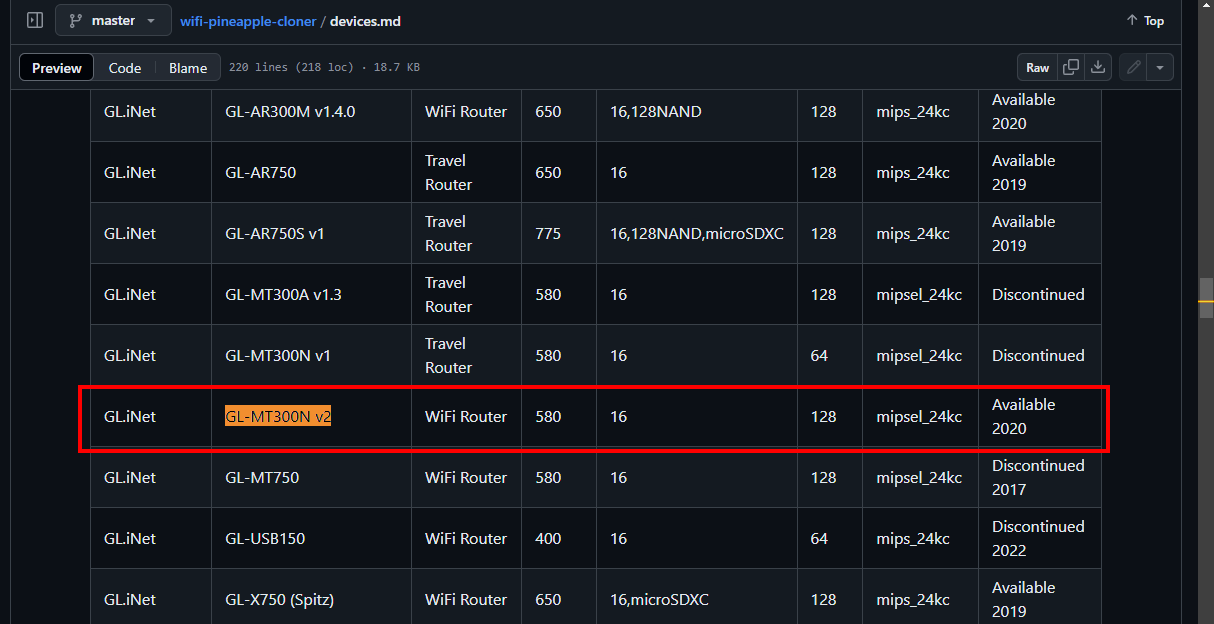 master
wifi-pineapple-cloner / devices.md
Top
Preview Code Blame 220 lines (218 loc) · 18.7 KB
Raw
GL.iNet GL-AR300M v1.4.0 WiFi Router 650 16,128NAND 128 mips_24kc Available 2020
GL.iNet GL-AR750 Travel Router 650 16 128 mips_24kc Available 2019
GL.iNet GL-AR750S v1 Travel Router 775 16,128NAND,microSDXC 128 mips_24kc Available 2019
GL.iNet GL-MT300A v1.3 Travel Router 580 16 128 mipsel_24kc Discontinued
GL.iNet GL-MT300N v1 Travel Router 580 16 64 mipsel_24kc Discontinued
GL.iNet GL-MT300N v2 WiFi Router 580 16 128 mipsel_24kc Available 2020
GL.iNet GL-MT750 WiFi Router 580 16 128 mipsel_24kc Discontinued 2017
GL.iNet GL-USB150 WiFi Router 400 16 64 mips_24kc Discontinued 2022
GL.iNet GL-X750 (Spitz) WiFi Router 650 16,microSDXC 128 mips_24kc Available 2019